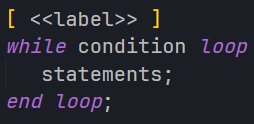 [ <<label>> ]
while condition loop
   statements;
end loop;